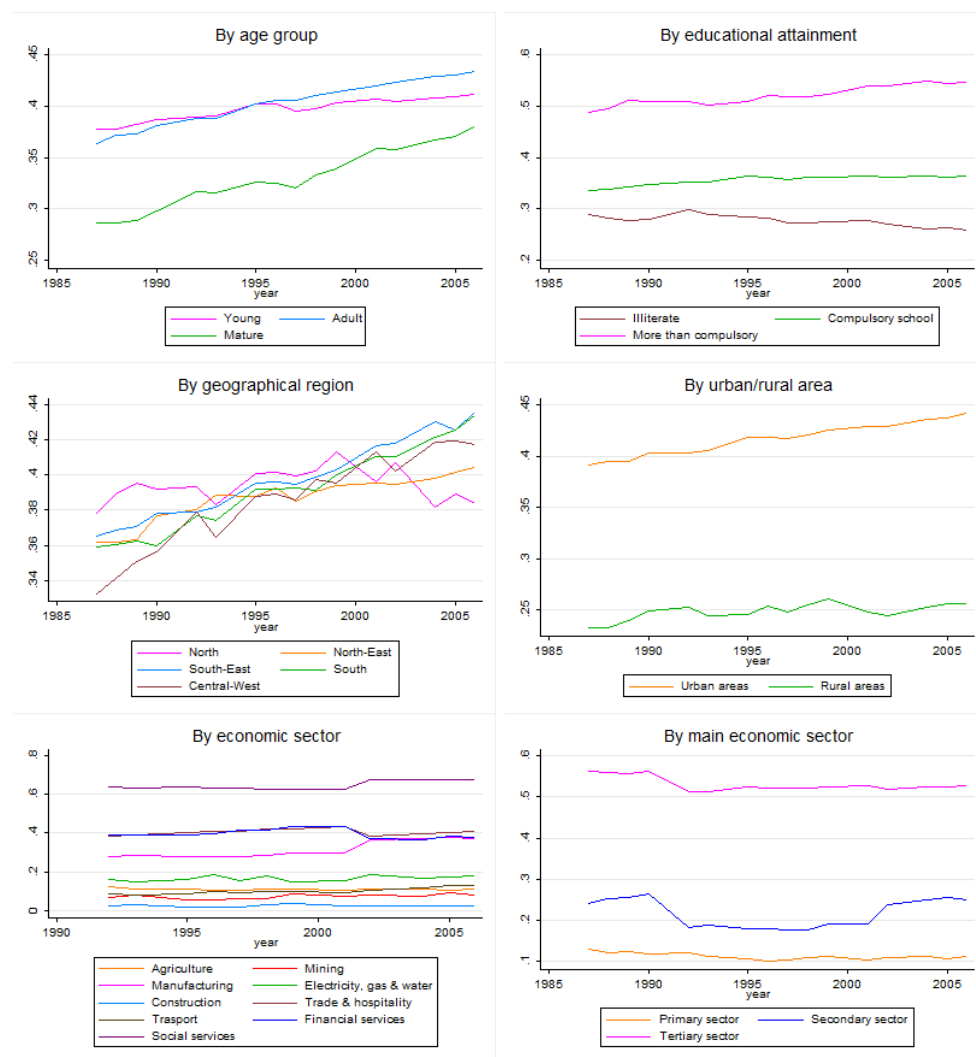 By age group
.45
.4
.35
.3
.25
1985 1990 1995 2000 2005
year
Young Adult
Mature
By educational attainment
.6
.5
.4
.3
.2
1985 1990 1995 2000 2005
year
Illiterate Compulsory school
More than compulsory
By geographical region
.44
.42
.4
.38
.36
.34
1985 1990 1995 2000 2005
year
North North-East
South-East South
Central-West
By urban/rural area
.45
.4
.35
.3
.25
1985 1990 1995 2000 2005
year
Urban areas Rural areas
By economic sector
.8
.6
.4
.2
0
1990 1995 2000 2005
year
Agriculture Mining
Manufacturing Electricity, gas & water
Construction Trade & hospitality
Trasport Financial services
Social services
By main economic sector
.6
.5
.4
.3
.2
.1
1985 1990 1995 2000 2005
year
Primary sector Secondary sector
Tertiary sector